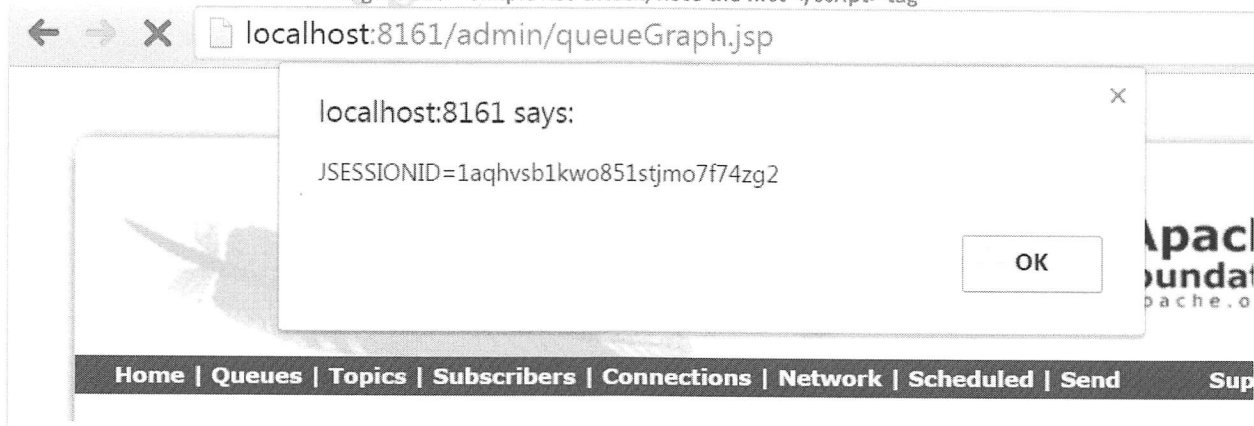 localhost:8161/admin/queueGraph.jsp
localhost:8161 says:
×
JSESSIONID=1aqhvsb1kwo851stjmo7f74zg2
OK
Home | Queues | Topics | Subscribers | Connections | Network | Scheduled | Send